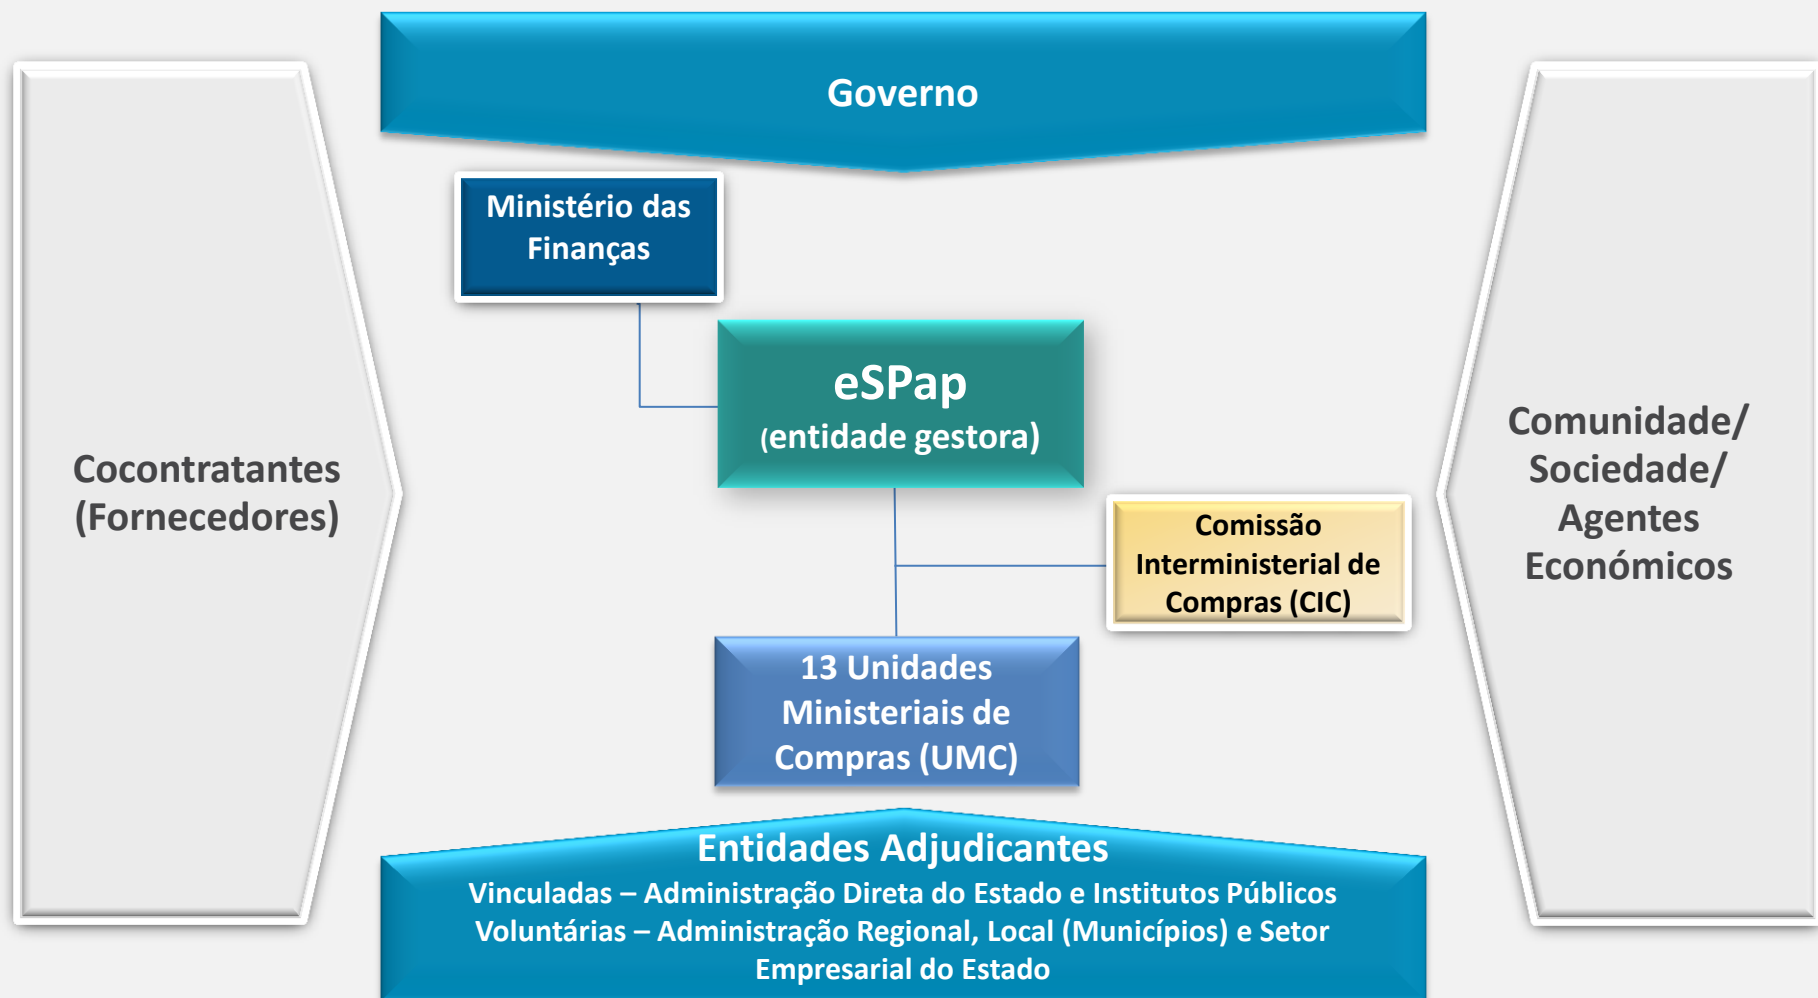 Governo
Ministério das
Finanças
eSPap
(entidade gestora)
Cocontratantes
(Fornecedores)
Comunidade/
Sociedade/
Agentes
Económicos
Comissão
Interministerial de
Compras (CIC)
13 Unidades
Ministeriais de
Compras (UMC)
Entidades Adjudicantes
Vinculadas – Administração Direta do Estado e Institutos Públicos
Voluntárias – Administração Regional, Local (Municípios) e Setor
Empresarial do Estado